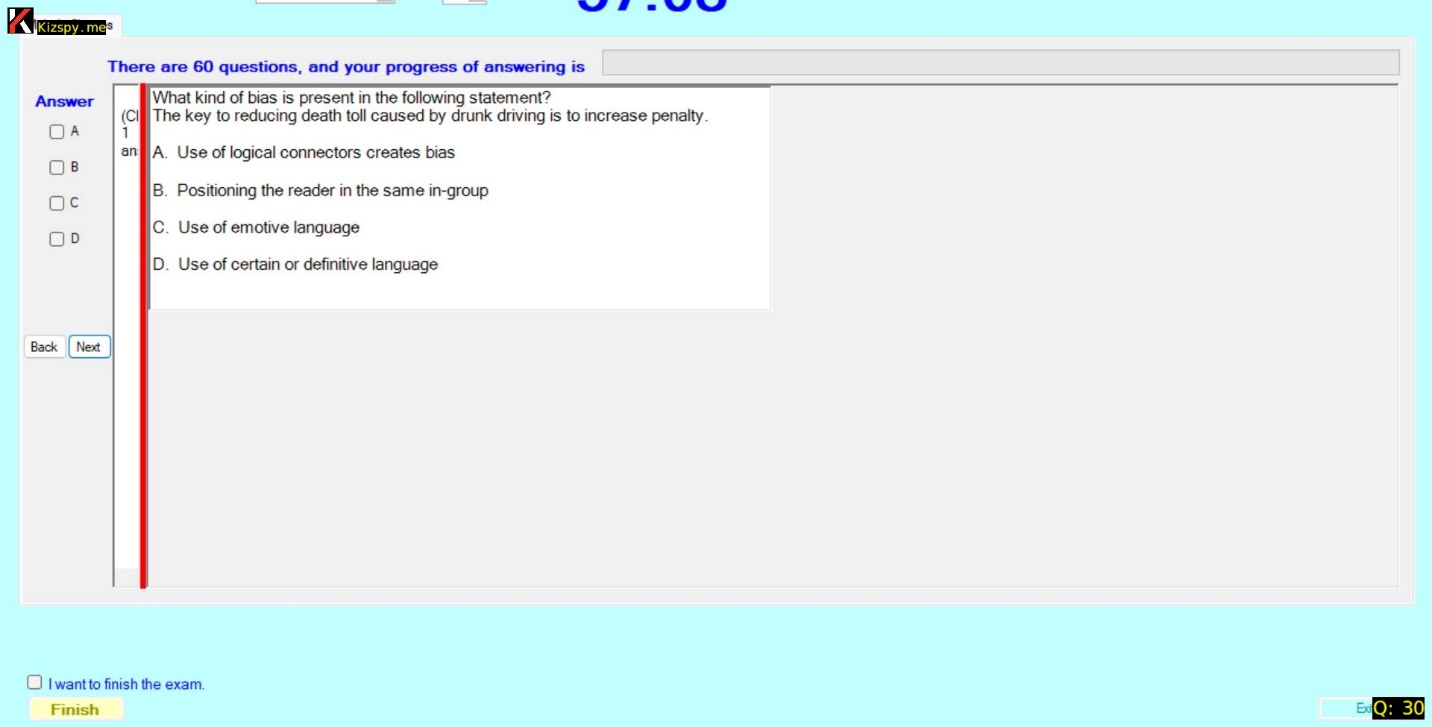 Kizspy.me
There are 60 questions, and your progress of answering is
Answer
A
B
C
D
Back
Next
(Cl
1
an
What kind of bias is present in the following statement?
The key to reducing death toll caused by drunk driving is to increase penalty.
A. Use of logical connectors creates bias
B. Positioning the reader in the same in-group
C. Use of emotive language
D. Use of certain or definitive language
I want to finish the exam.
Finish
Q: 30